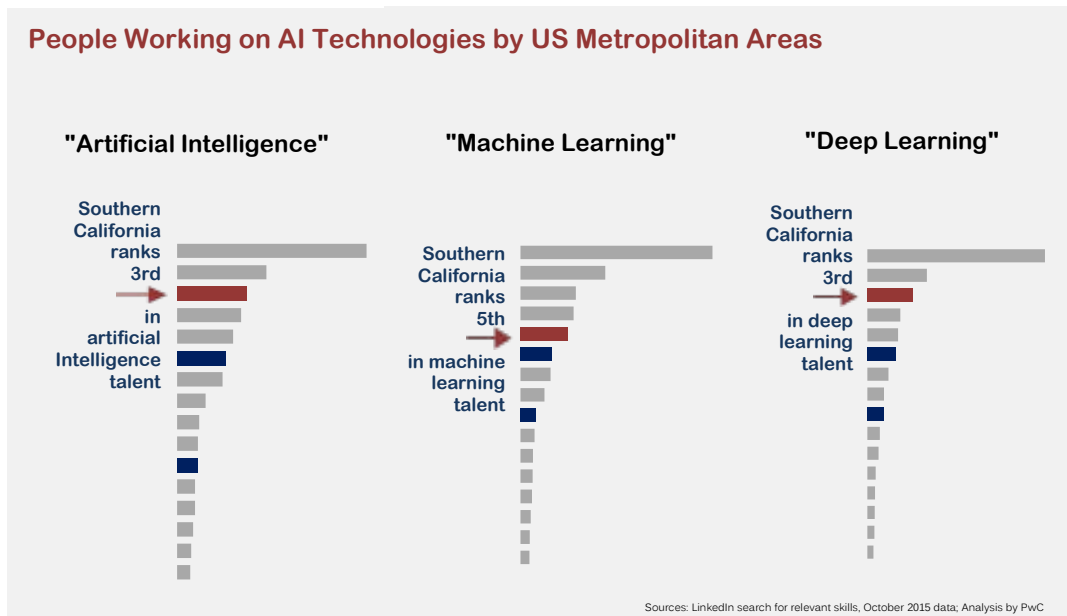 People Working on AI Technologies by US Metropolitan Areas
"Artificial Intelligence"
Southern
California
ranks
3rd
in
artificial
Intelligence
talent
"Machine Learning"
Southern
California
ranks
5th
in machine
learning
talent
"Deep Learning"
Southern
California
ranks
3rd
in deep
learning
talent
Sources: LinkedIn search for relevant skills, October 2015 data; Analysis by PwC